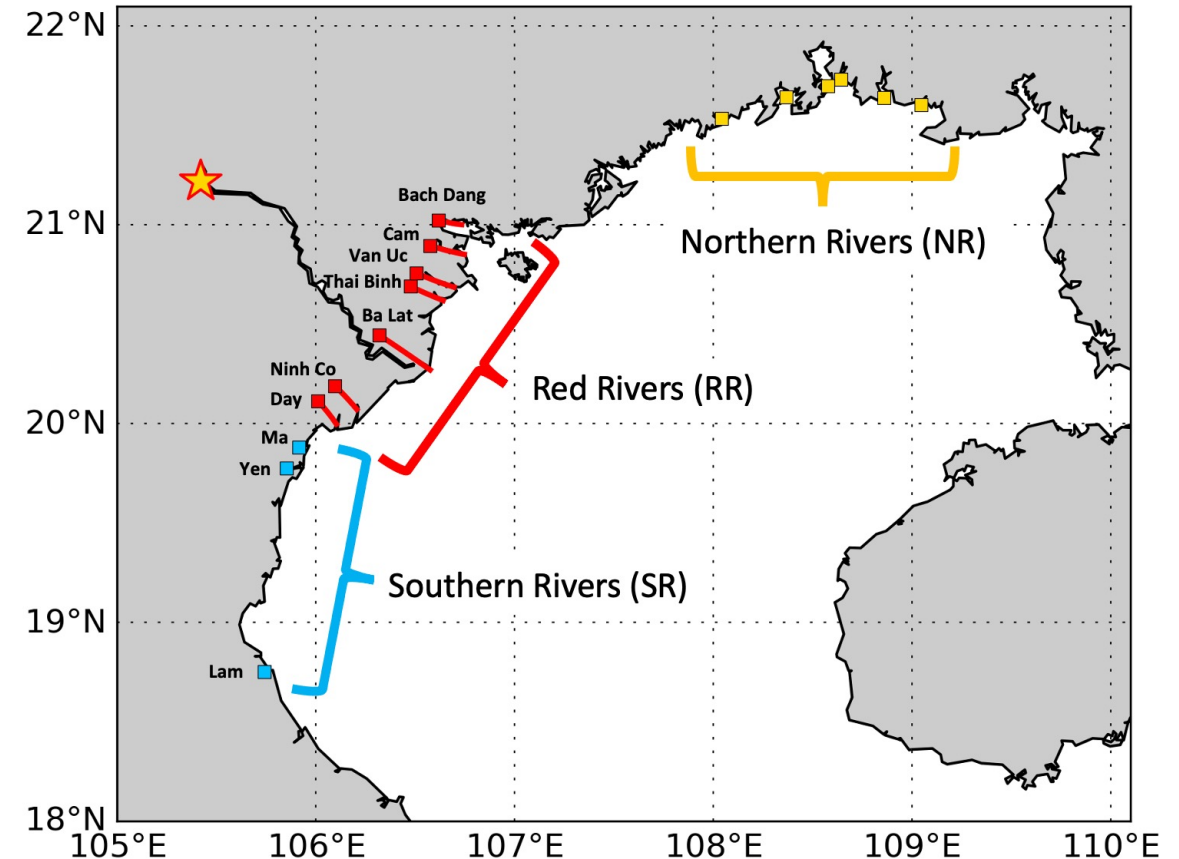 22°N
Bach Dang
21°N
Cam
Northern Rivers (NR)
Van Uc
Thai Binh
Ba Lat
Ninh Co
Red Rivers (RR)
Day
20°N
Ma
Yen
Southern Rivers (SR)
19°N
Lam
18°N
105°E 106°E 107°E 108°E 109°E 110°E